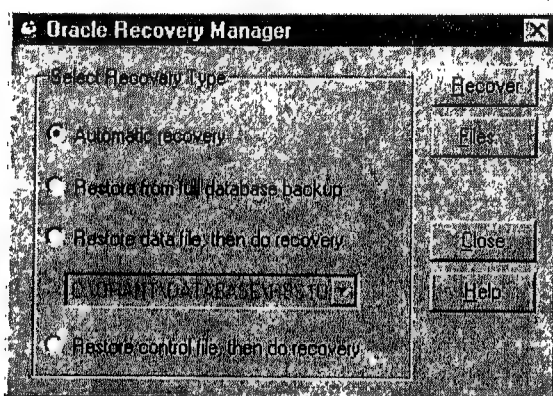 Oracle Recovery Manager
Select Recovery Type
Recover
Automatic recovery
Files...
Restore from full database backup
Restore data file, then do recovery
Close
Help
Restore control file, then do recovery